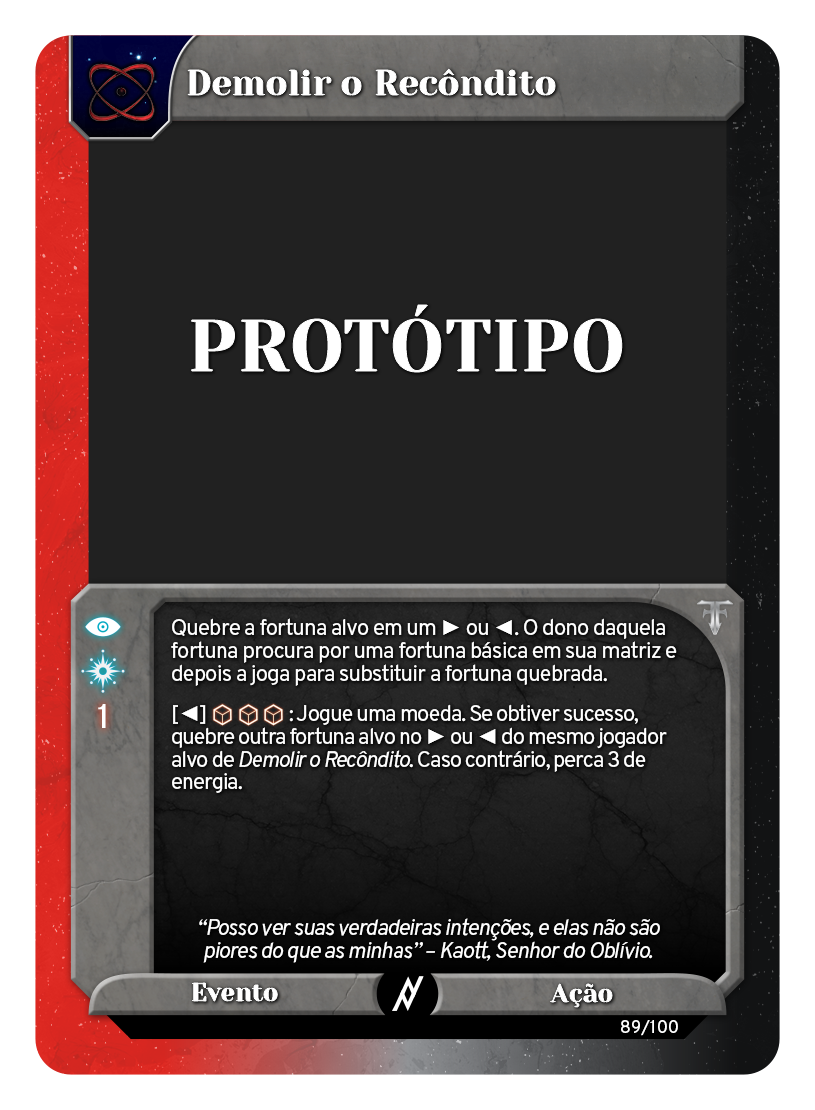 Demolir o Recôndito
PROTÓTIPO
Quebre a fortuna alvo em um ► ou ◄. O dono daquela
fortuna procura por uma fortuna básica em sua matriz e
depois a joga para substituir a fortuna quebrada.
1
[◄] : Jogue uma moeda. Se obtiver sucesso,
quebre outra fortuna alvo no ► ou ◄ do mesmo jogador
alvo de Demolir o Recôndito. Caso contrário, perca 3 de
energia.
“Posso ver suas verdadeiras intenções, e elas não são
piores do que as minhas” – Kaott, Senhor do Oblívio.
Evento
Ação
89/100